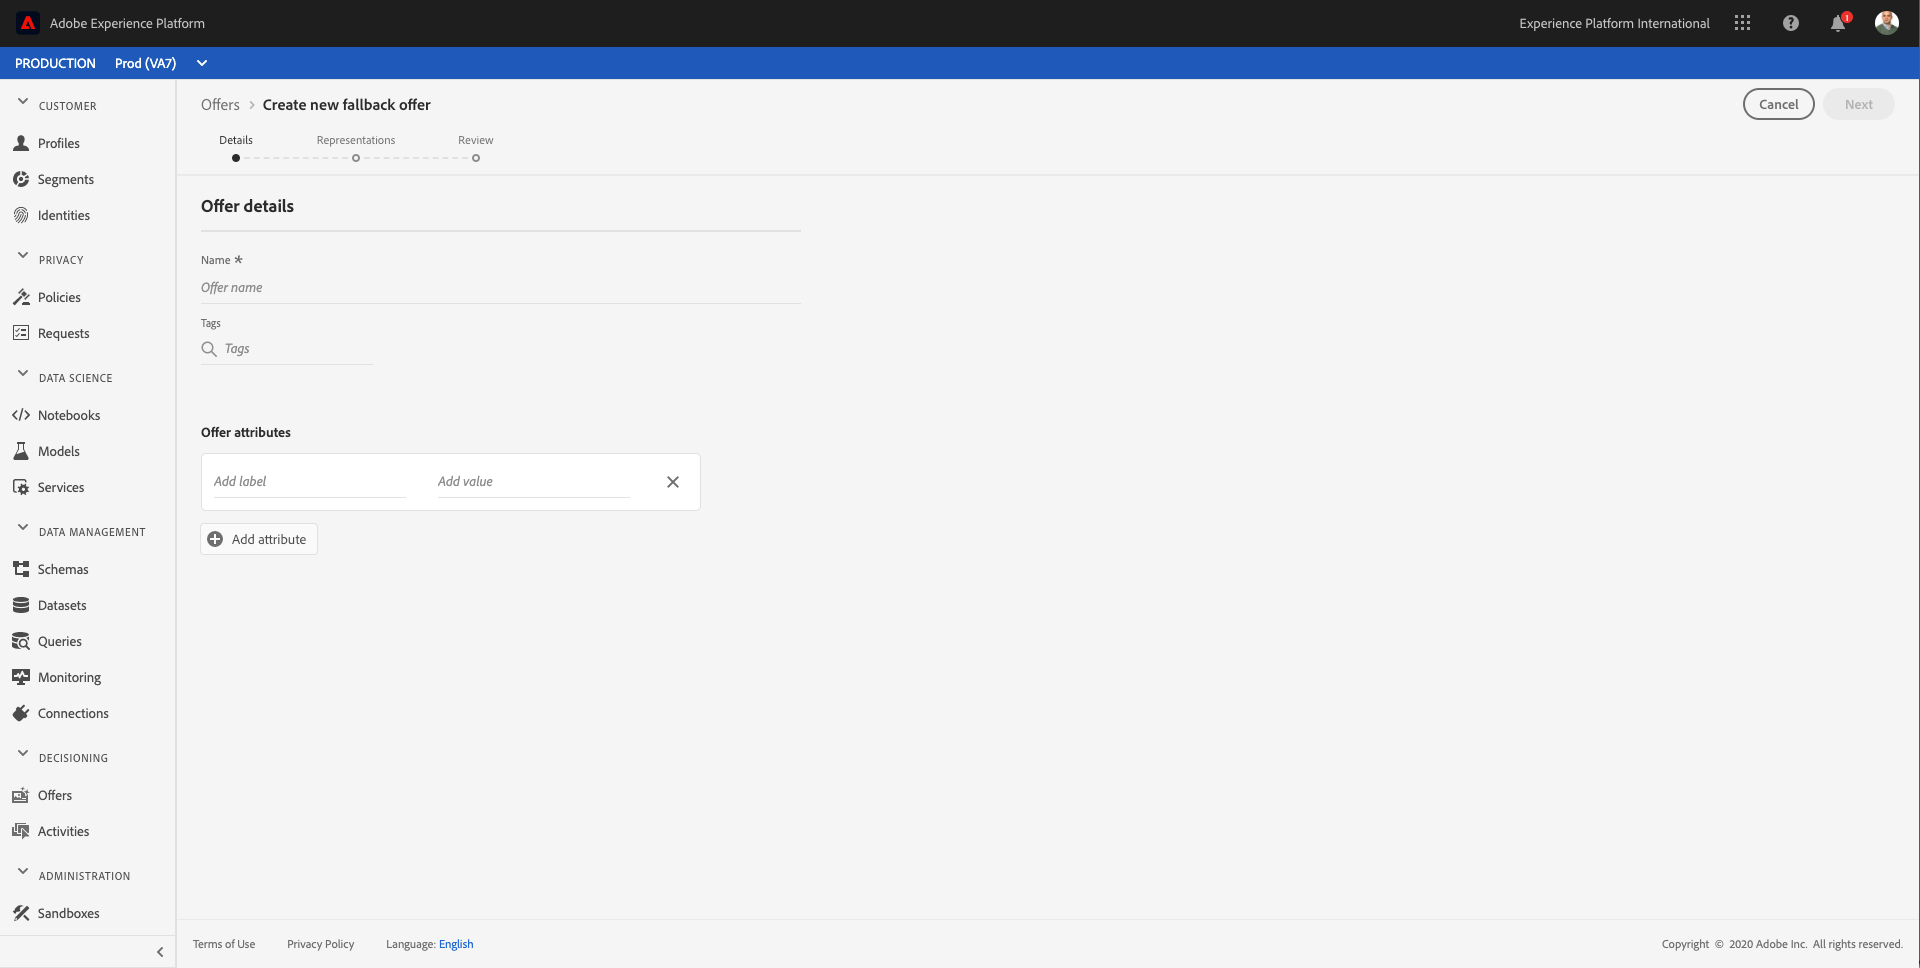 Adobe Experience Platform
Experience Platform International
1
PRODUCTION Prod (VA7)
CUSTOMER
Profiles
Segments
Identities
PRIVACY
Policies
Requests
DATA SCIENCE
Notebooks
Models
Services
DATA MANAGEMENT
Schemas
Datasets
Queries
Monitoring
Connections
DECISIONING
Offers
Activities
ADMINISTRATION
Sandboxes
Offers > Create new fallback offer
Cancel Next
Details Representations Review
Offer details
Name *
Offer name
Tags
Tags
Offer attributes
Add label Add value
Add attribute
Terms of Use Privacy Policy Language: English
Copyright © 2020 Adobe Inc. All rights reserved.